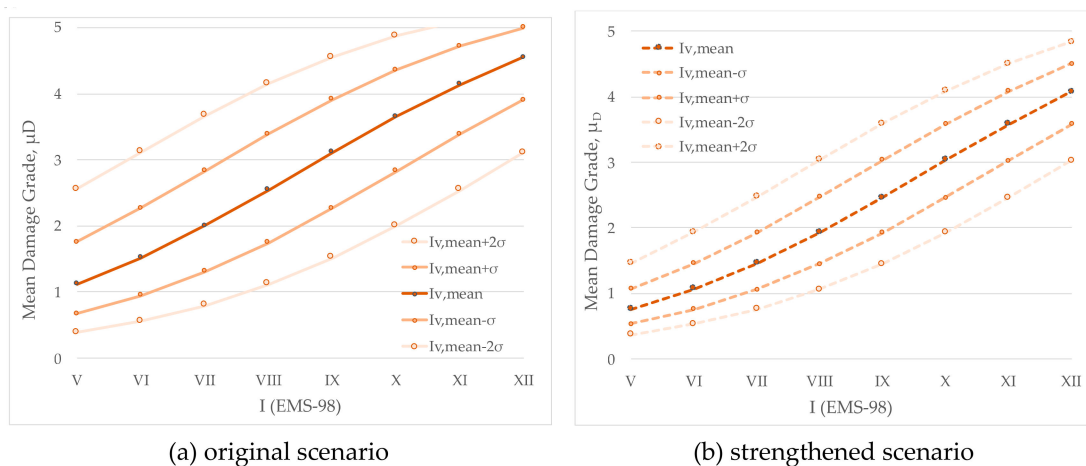 5
4
3
2
1
0
Mean Damage Grade, μD
Iv,mean+2σ
Iv,mean+σ
Iv,mean
Iv,mean-σ
Iv,mean-2σ
V VI VII VIII IX X XI XII
I (EMS-98)
(a) original scenario
5
4
3
2
1
0
Mean Damage Grade, μD
Iv,mean
Iv,mean-σ
Iv,mean+σ
Iv,mean-2σ
Iv,mean+2σ
V VI VII VIII IX X XI XII
I (EMS-98)
(b) strengthened scenario